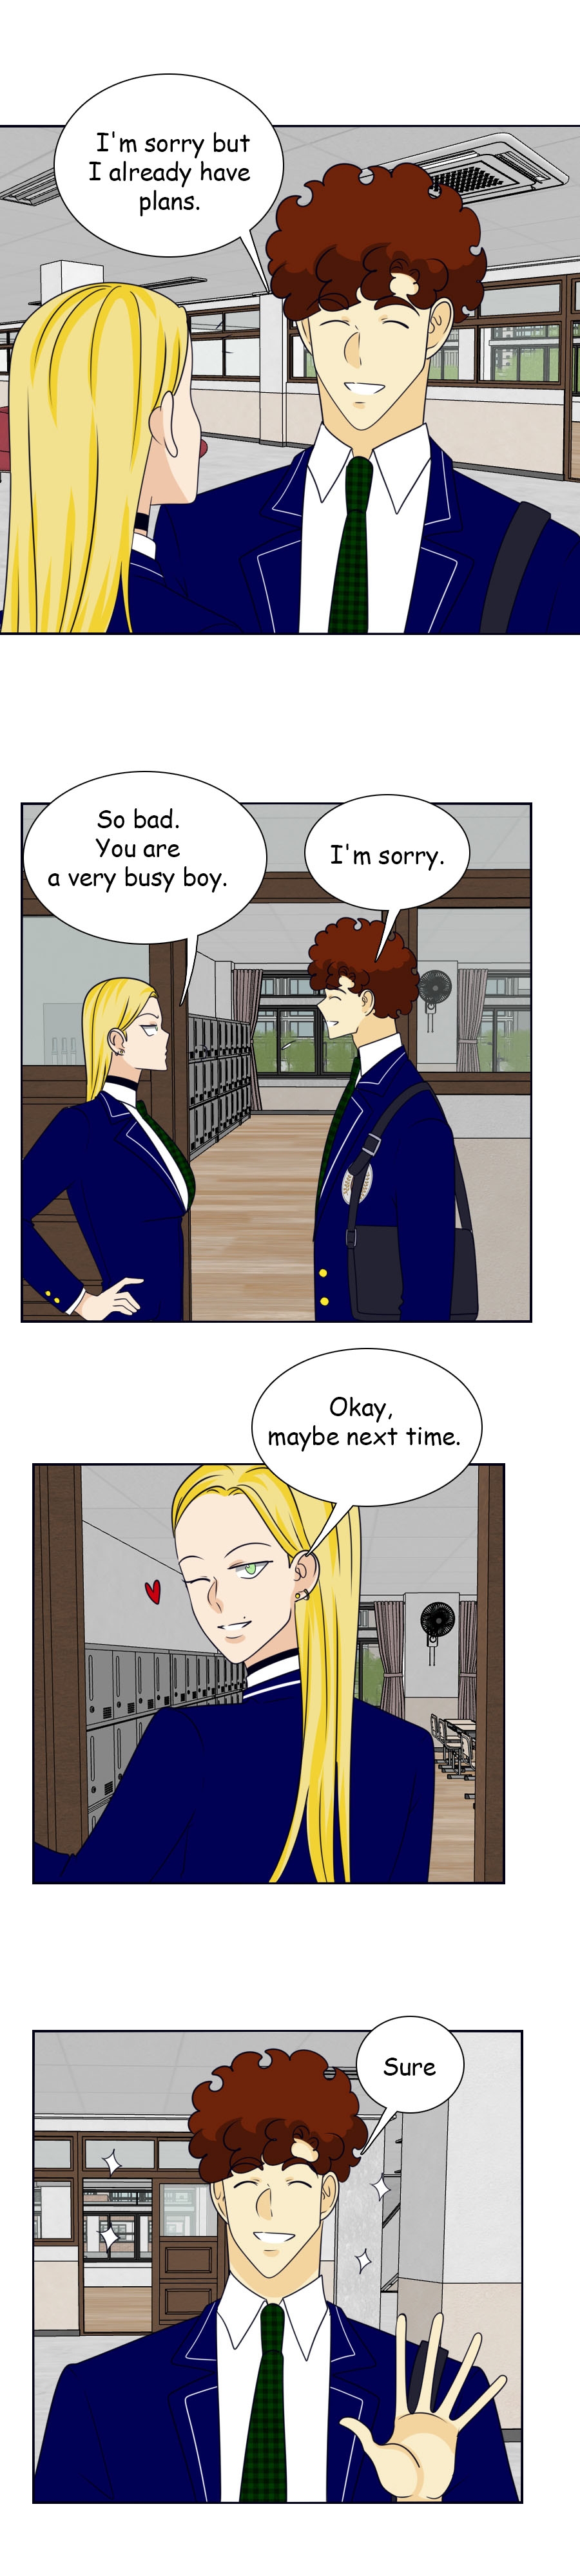 I'm sorry but
I already have
plans.
So bad.
You are
a very busy boy.
I'm sorry.
Okay,
maybe next time.
Sure